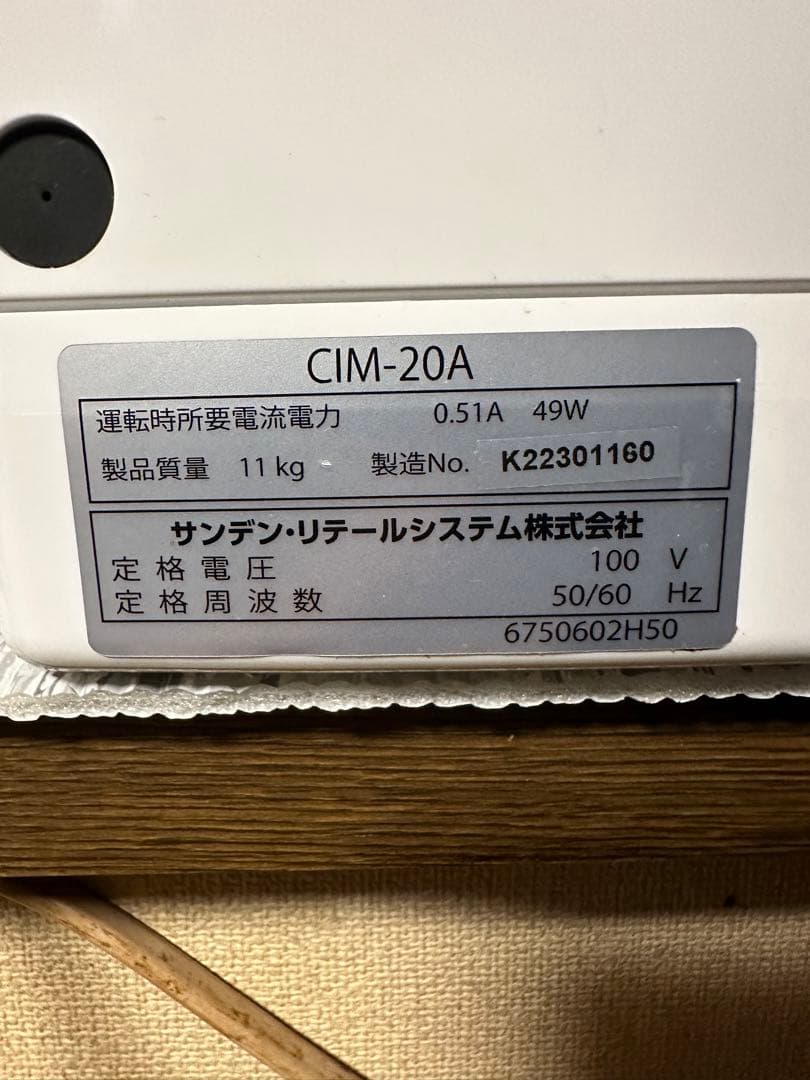 CIM-20A
運転時所要電流電力 0.51A 49W
製品質量 11 kg 製造No. K22301160
サンデン・リテールシステム株式会社
定格電圧 100 V
定格周波数 50/60 Hz
6750602H50